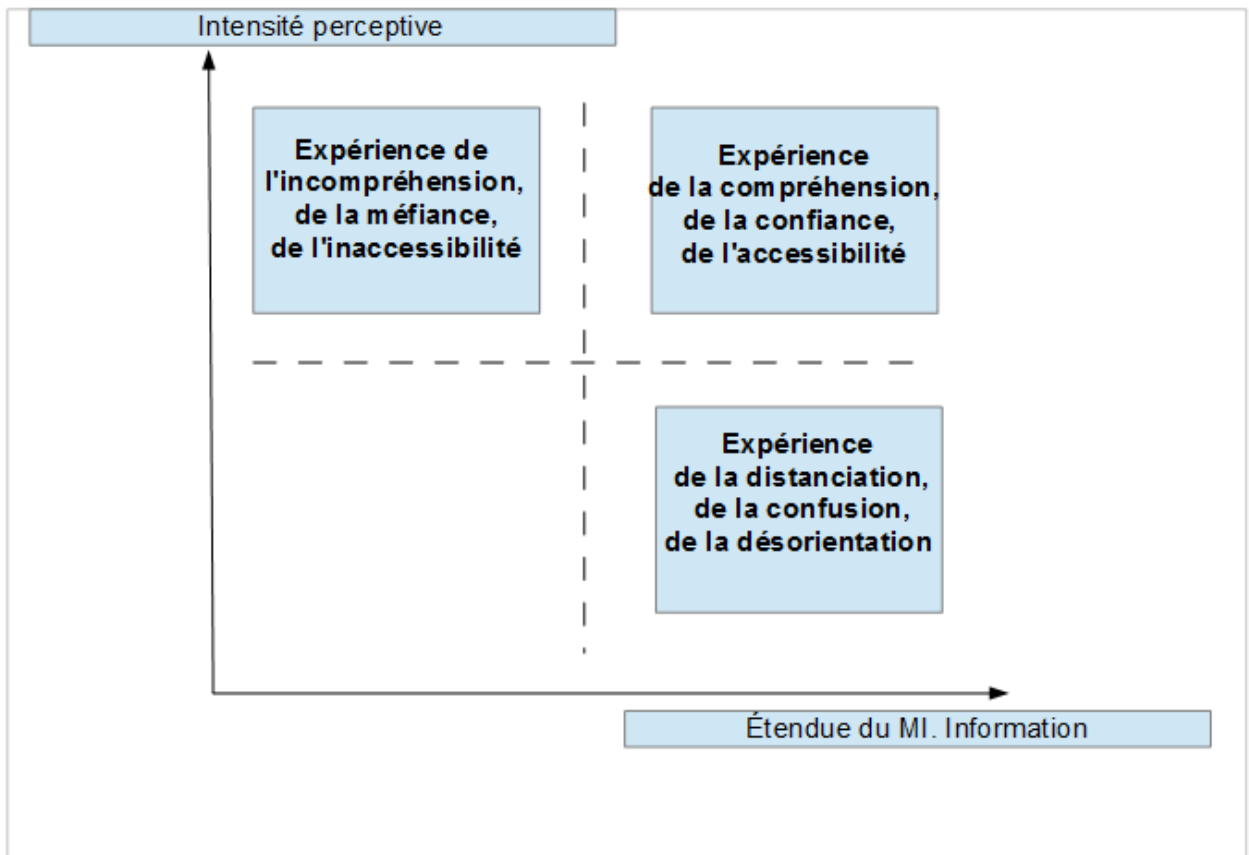 Intensité perceptive
Expérience de
l'incompréhension,
de la méfiance,
de l'inaccessibilité
Expérience
de la compréhension,
de la confiance,
de l'accessibilité
Expérience
de la distanciation,
de la confusion,
de la désorientation
Étendue du MI. Information